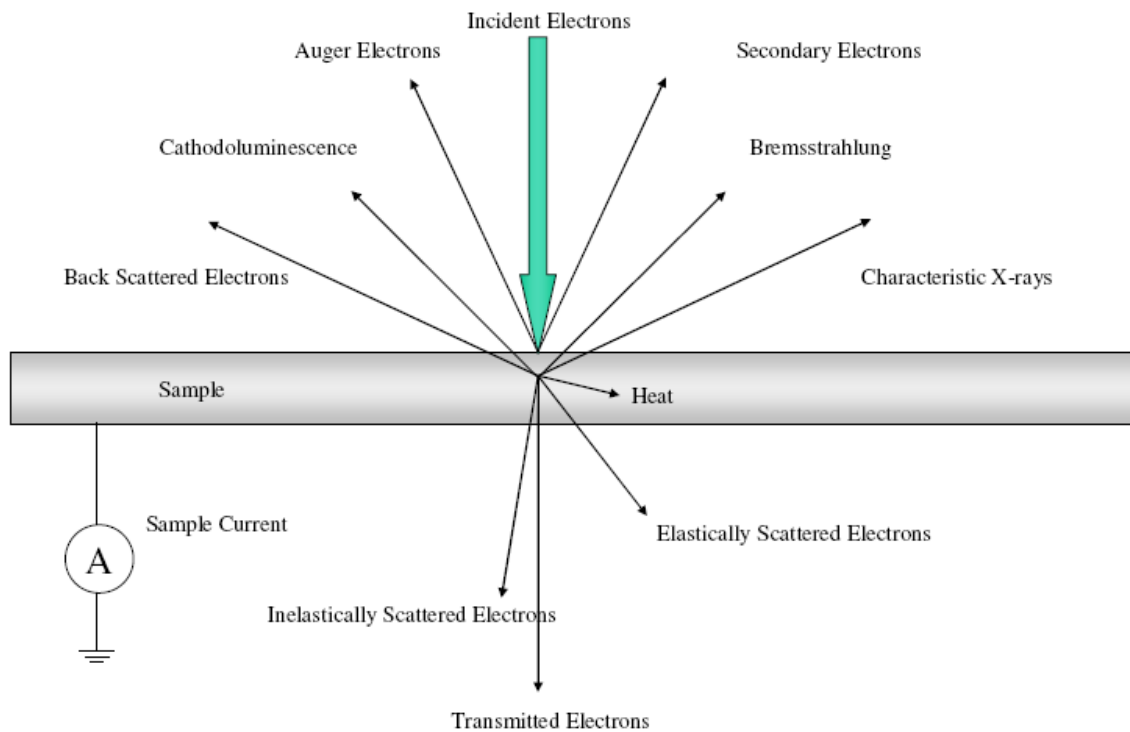 Incident Electrons
Auger Electrons
Secondary Electrons
Cathodoluminescence
Bremsstrahlung
Back Scattered Electrons
Characteristic X-rays
Sample
Heat
Sample Current
A
Elastically Scattered Electrons
Inelastically Scattered Electrons
Transmitted Electrons